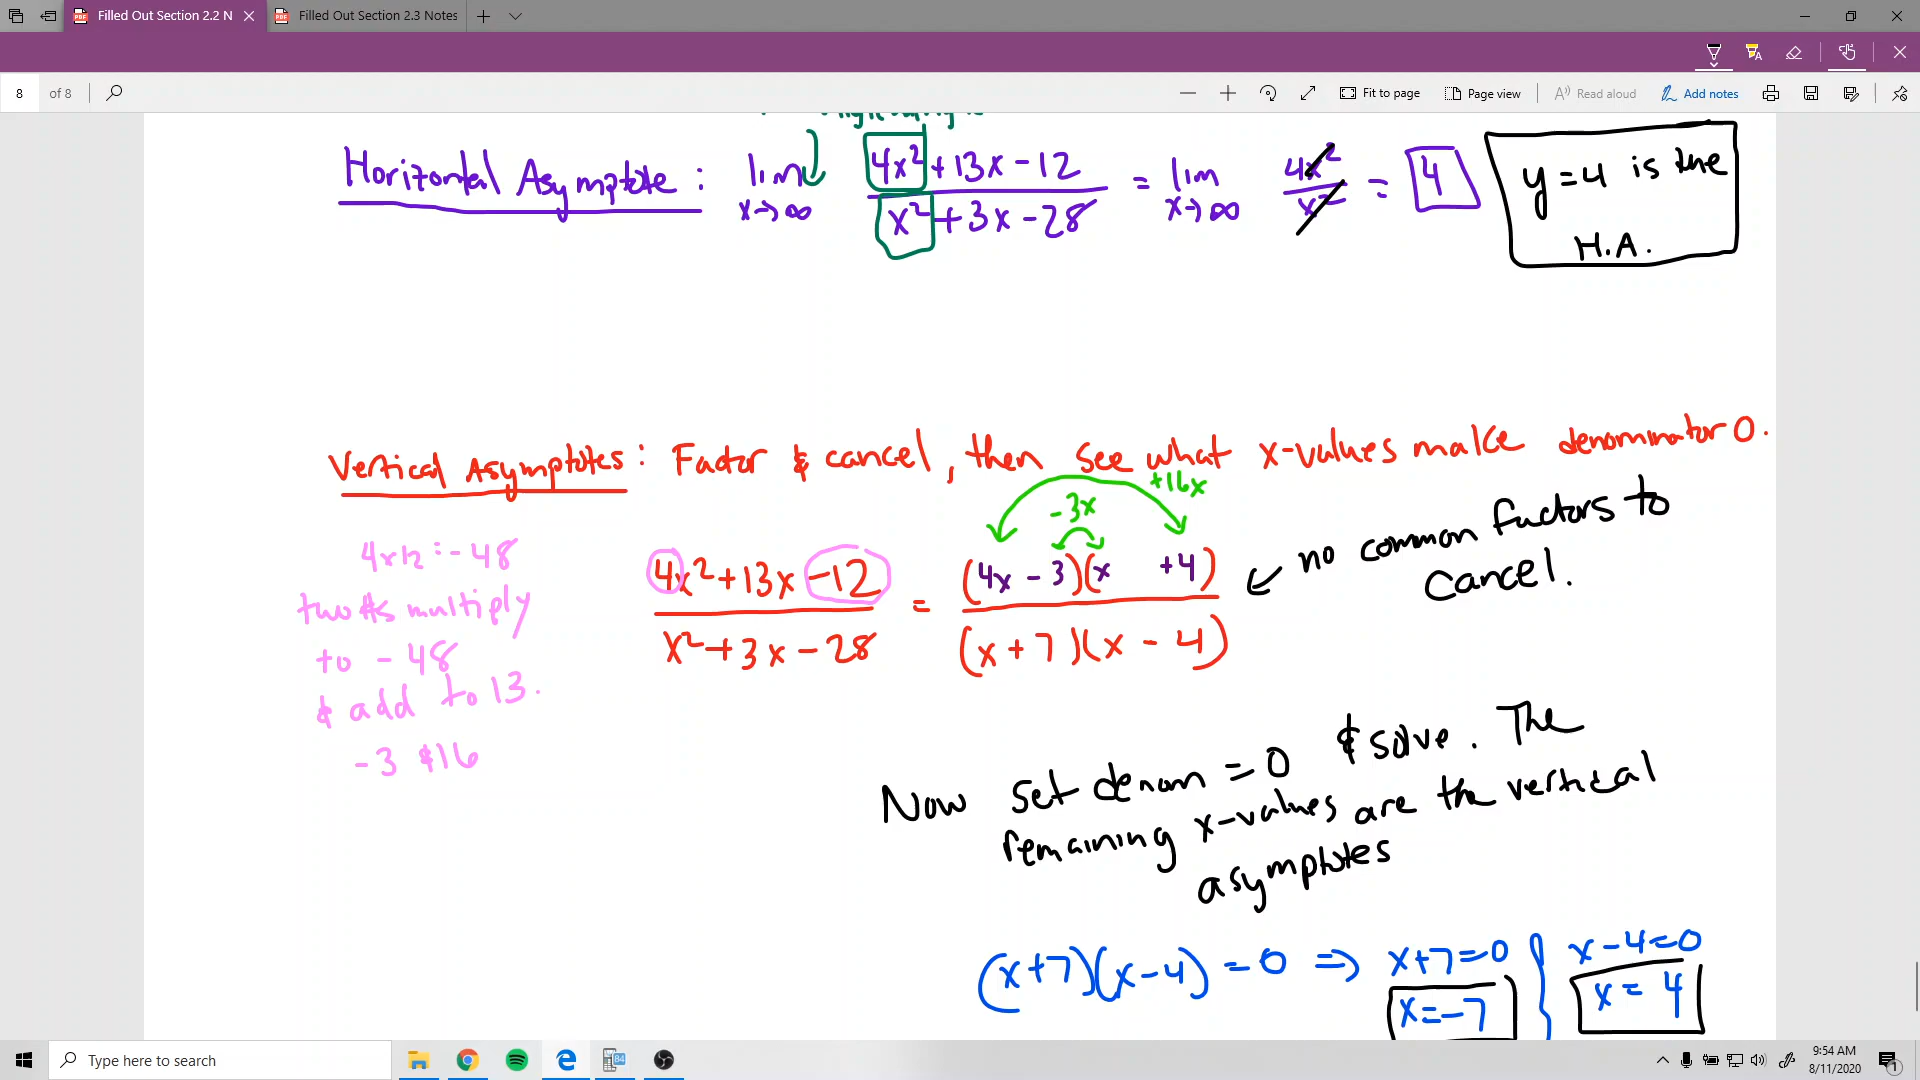 Filled Out Section 2.2 N
Filled Out Section 2.3 Notes
8 of 8
Fit to page
Page view
Read aloud
Add notes
Horizontal Asymptote: lim x→∞ (4x²+13x-12)/(x²+3x-28) = lim x→∞ 4x²/x² = 4
y=4 is the
H.A.
Vertical Asymptotes: Factor & cancel, then see what x-values make denominator 0.
+16x
-3x
no common factors to
cancel.
4x12=-48
two #s multiply
to -48
& add to 13.
-3 & 16
(4x²+13x-12)/(x²+3x-28) = (4x-3)(x +4)/(x+7)(x-4)
Now set denom =0 & solve. The
remaining x-values are the vertical
asymptotes
(x+7)(x-4)=0 ⇒ x+7=0 x-4=0
x=-7 x=4
Type here to search
84
9:54 AM
8/11/2020
1